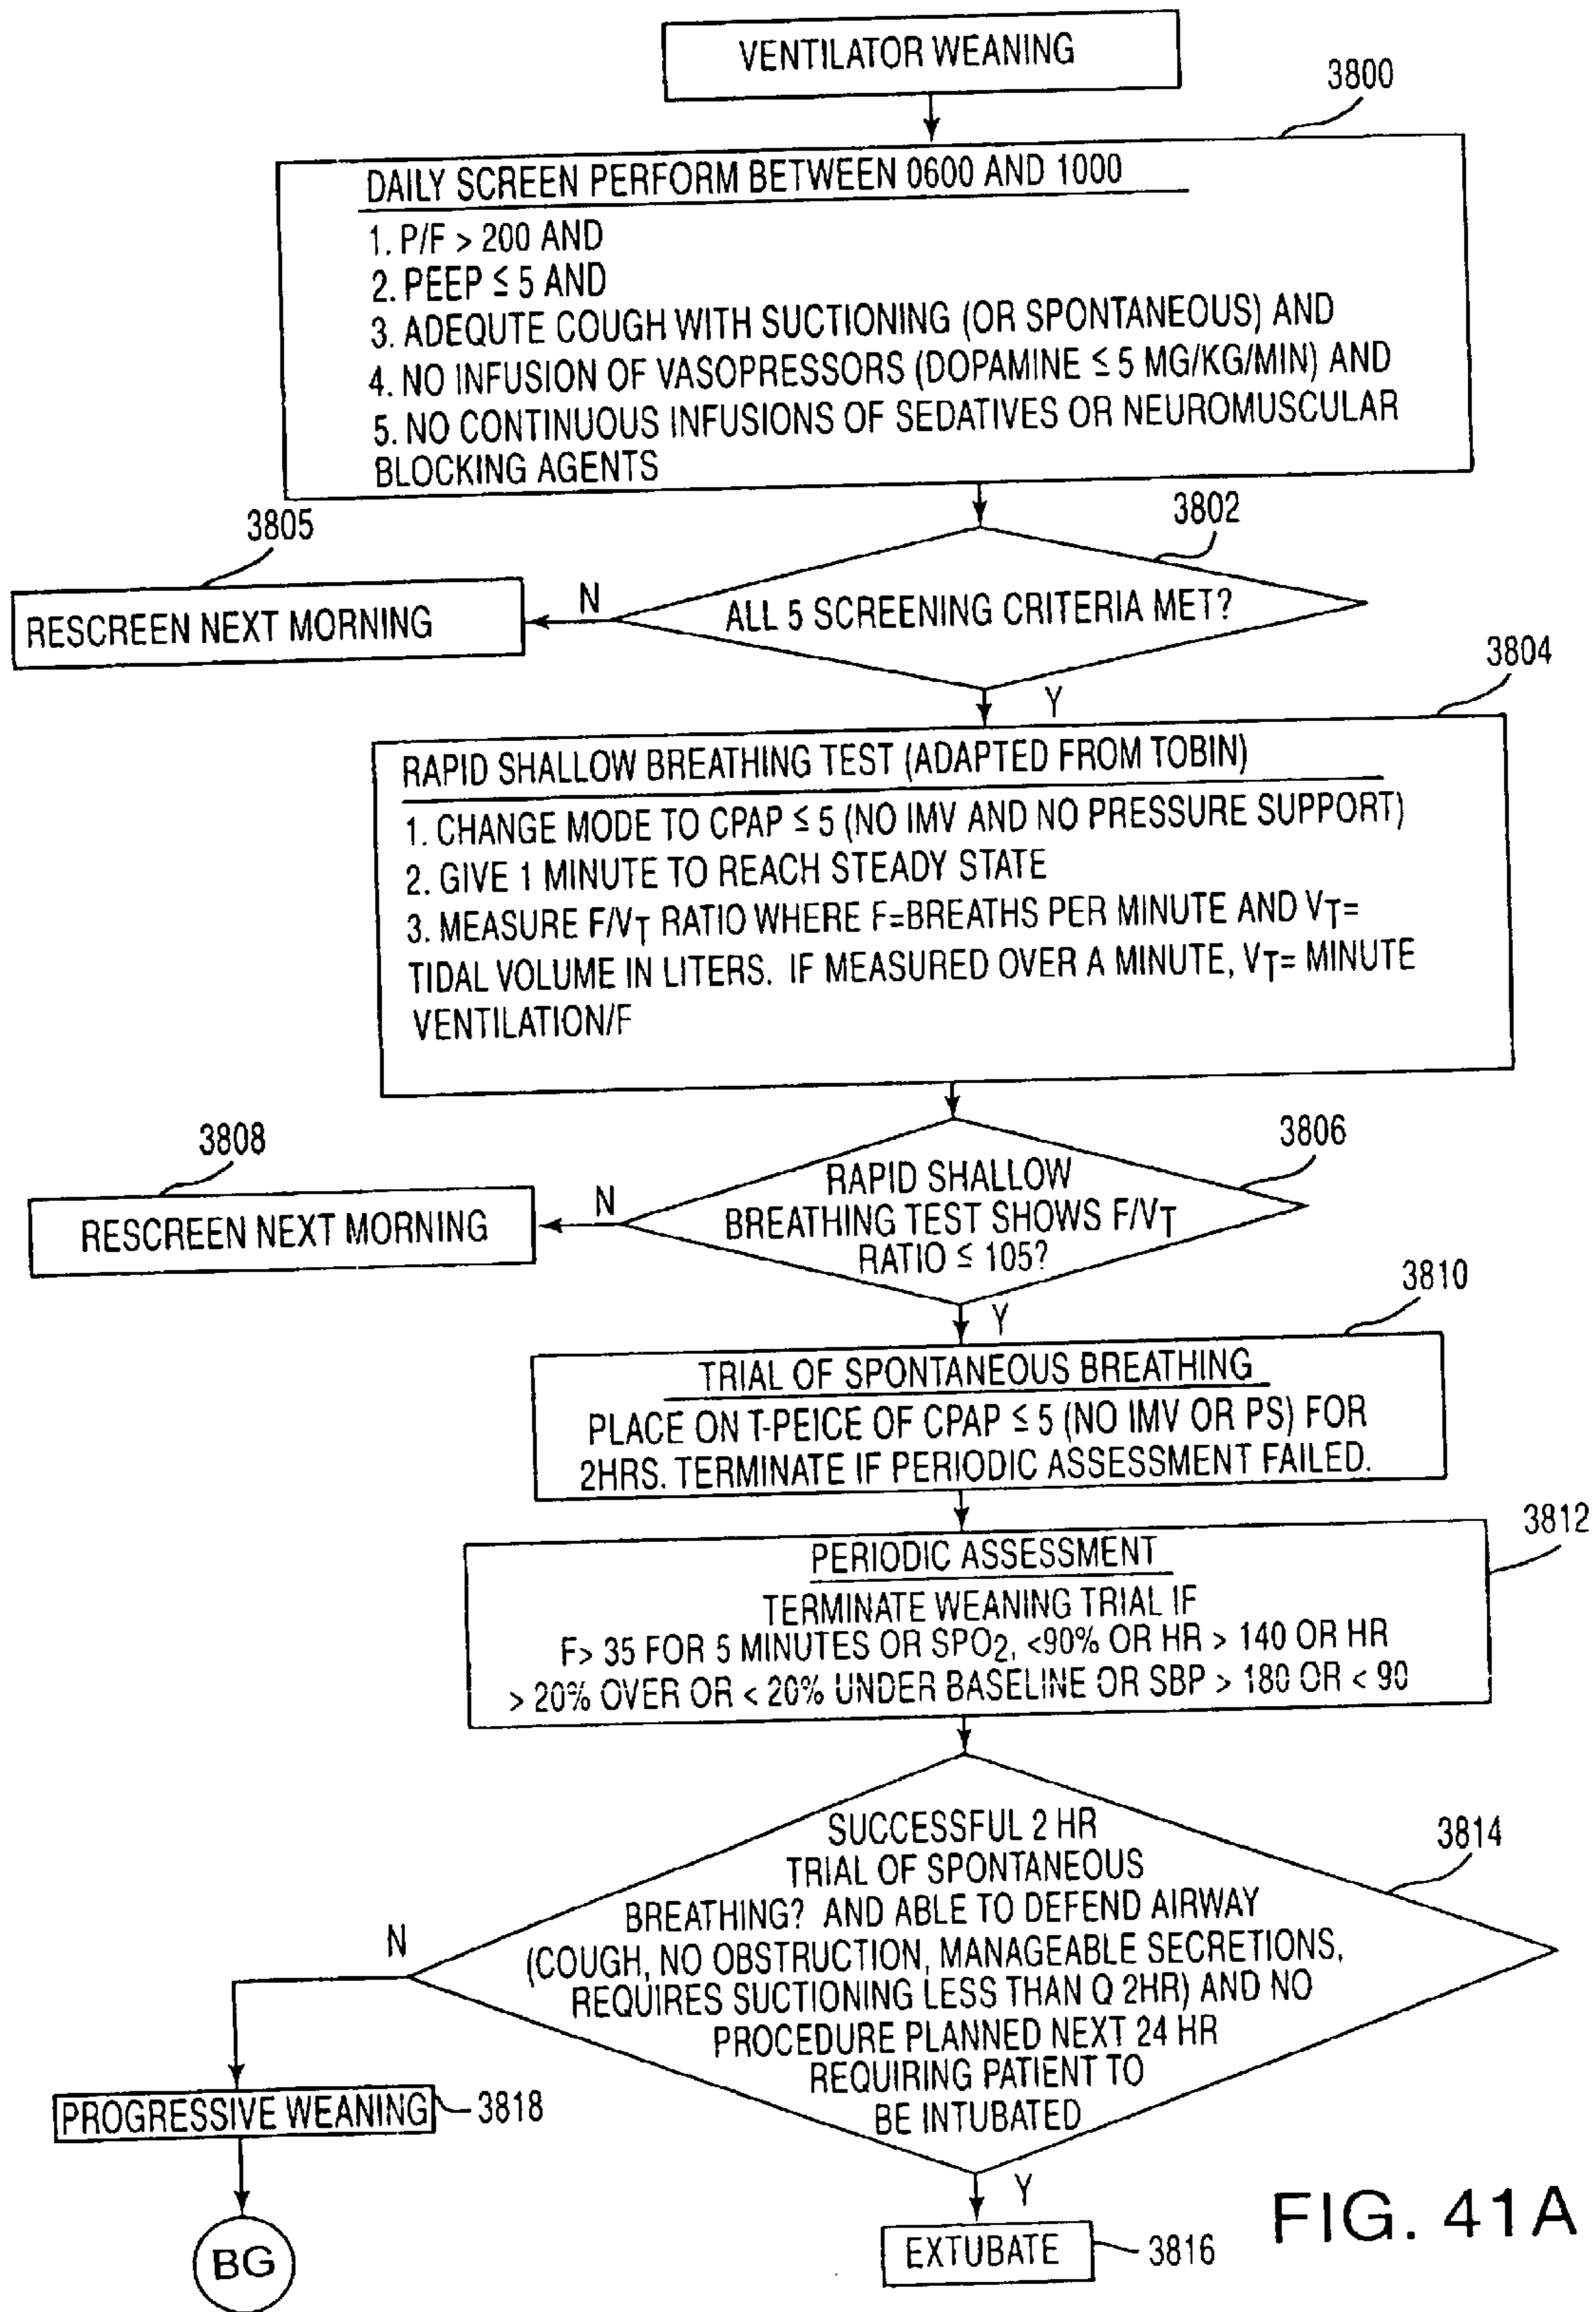 VENTILATOR WEANING
3800
DAILY SCREEN PERFORM BETWEEN 0600 AND 1000
1. P/F > 200 AND
2. PEEP ≤ 5 AND
3. ADEQUTE COUGH WITH SUCTIONING (OR SPONTANEOUS) AND
4. NO INFUSION OF VASOPRESSORS (DOPAMINE ≤ 5 MG/KG/MIN) AND
5. NO CONTINUOUS INFUSIONS OF SEDATIVES OR NEUROMUSCULAR
BLOCKING AGENTS
3802
3805
ALL 5 SCREENING CRITERIA MET?
N
RESCREEN NEXT MORNING
Y
3804
RAPID SHALLOW BREATHING TEST (ADAPTED FROM TOBIN)
1. CHANGE MODE TO CPAP ≤ 5 (NO IMV AND NO PRESSURE SUPPORT)
2. GIVE 1 MINUTE TO REACH STEADY STATE
3. MEASURE F/VT RATIO WHERE F=BREATHS PER MINUTE AND VT=
TIDAL VOLUME IN LITERS. IF MEASURED OVER A MINUTE, VT= MINUTE
VENTILATION/F
3806
3808
RAPID SHALLOW
BREATHING TEST SHOWS F/VT
RATIO ≤ 105?
N
RESCREEN NEXT MORNING
Y
3810
TRIAL OF SPONTANEOUS BREATHING
PLACE ON T-PEICE OF CPAP ≤ 5 (NO IMV OR PS) FOR
2HRS. TERMINATE IF PERIODIC ASSESSMENT FAILED.
3812
PERIODIC ASSESSMENT
TERMINATE WEANING TRIAL IF
F> 35 FOR 5 MINUTES OR SPO2, <90% OR HR > 140 OR HR
> 20% OVER OR < 20% UNDER BASELINE OR SBP > 180 OR < 90
3814
SUCCESSFUL 2 HR
TRIAL OF SPONTANEOUS
BREATHING? AND ABLE TO DEFEND AIRWAY
(COUGH, NO OBSTRUCTION, MANAGEABLE SECRETIONS,
REQUIRES SUCTIONING LESS THAN Q 2HR) AND NO
PROCEDURE PLANNED NEXT 24 HR
REQUIRING PATIENT TO
BE INTUBATED
N
PROGRESSIVE WEANING
3818
BG
Y
EXTUBATE
3816
FIG. 41A